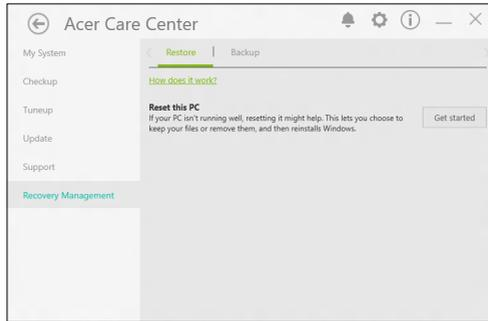 Acer Care Center
My System
Checkup
Tuneup
Update
Support
Recovery Management
Restore | Backup
How does it work?
Reset this PC
If your PC isn't running well, resetting it might help. This lets you choose to
keep your files or remove them, and then reinstalls Windows.
Get started